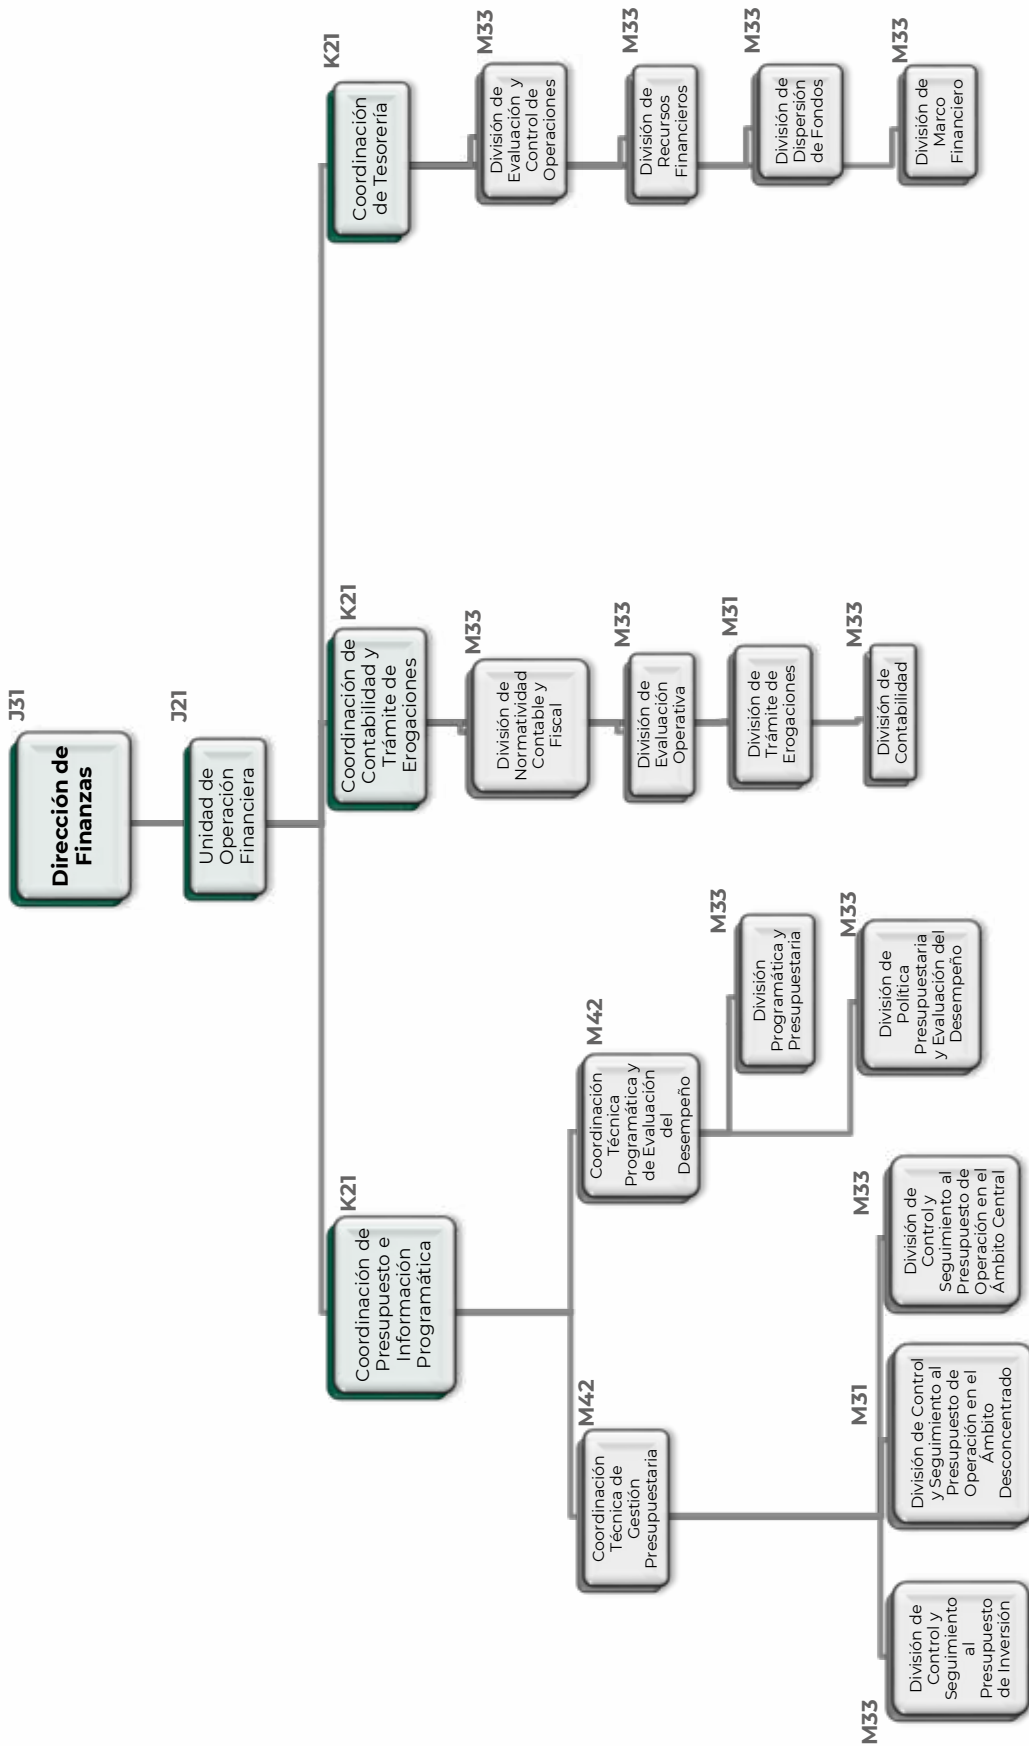 J31
Dirección de
Finanzas
J21
Unidad de
Operación
Financiera
K21
Coordinación de
Presupuesto e
Información
Programática
M42
Coordinación
Técnica de
Gestión
Presupuestaria
M33
División de
Control y
Seguimiento
al
Presupuesto
de Inversión
M31
División de Control
y Seguimiento al
Presupuesto de
Operación en el
Ámbito
Desconcentrado
M33
División de
Control y
Seguimiento al
Presupuesto de
Operación en el
Ámbito Central
M42
Coordinación
Técnica
Programática y
de Evaluación
del
Desempeño
M33
División
Programática y
Presupuestaria
M33
División de
Política
Presupuestaria
y Evaluación del
Desempeño
K21
Coordinación de
Contabilidad y
Trámite de
Erogaciones
M33
División de
Normatividad
Contable y
Fiscal
M33
División de
Evaluación
Operativa
M31
División de
Trámite de
Erogaciones
M33
División de
Contabilidad
K21
Coordinación
de Tesorería
M33
División de
Evaluación y
Control de
Operaciones
M33
División de
Recursos
Financieros
M33
División de
Dispersión
de Fondos
M33
División de
Marco
Financiero